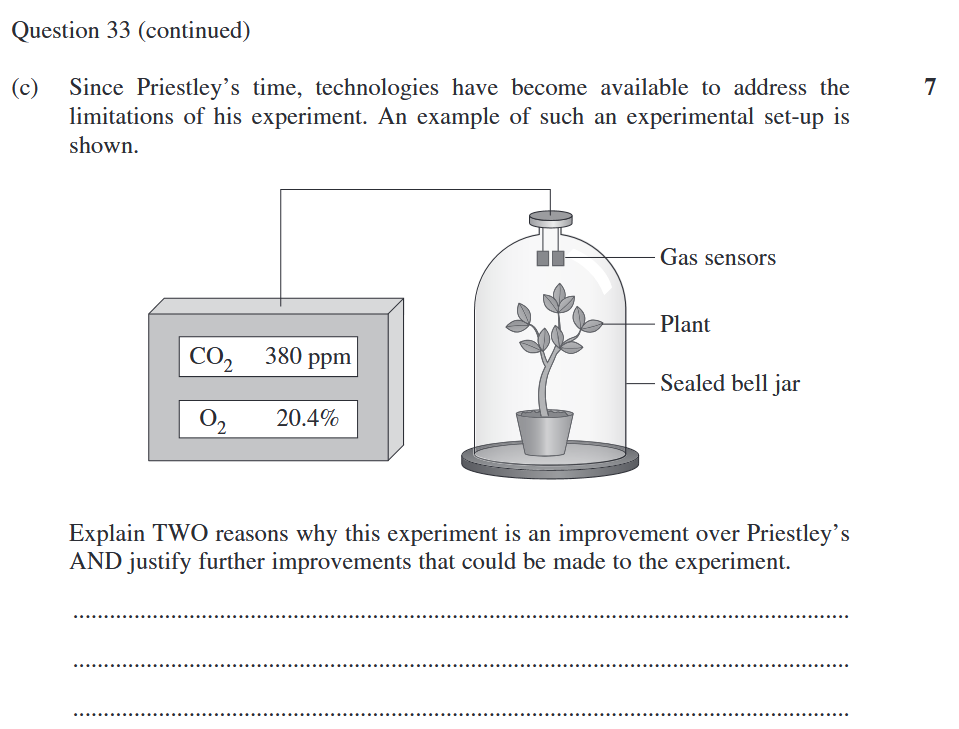 Question 33 (continued)
(c) Since Priestley’s time, technologies have become available to address the 7
limitations of his experiment. An example of such an experimental set-up is
shown.
Gas sensors
Plant
CO₂ 380 ppm
Sealed bell jar
O₂ 20.4%
Explain TWO reasons why this experiment is an improvement over Priestley’s
AND justify further improvements that could be made to the experiment.